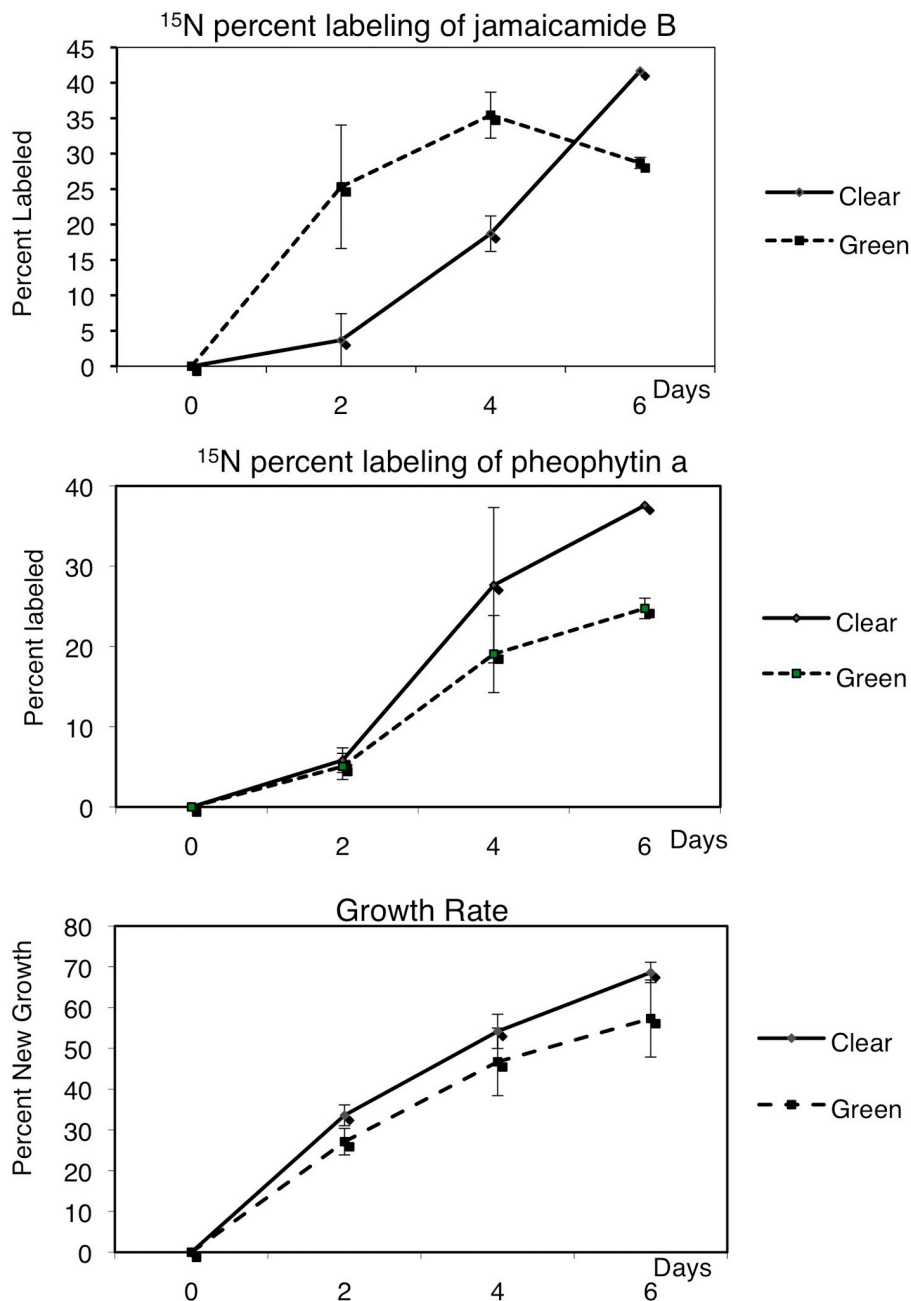 ¹⁵N percent labeling of jamaicamide B
Percent Labeled
45
40
35
30
25
20
15
10
5
0
0 2 4 6 Days
Clear
Green
¹⁵N percent labeling of pheophytin a
Percent labeled
40
30
20
10
0
0 2 4 6 Days
Clear
Green
Growth Rate
Percent New Growth
80
70
60
50
40
30
20
10
0
0 2 4 6 Days
Clear
Green